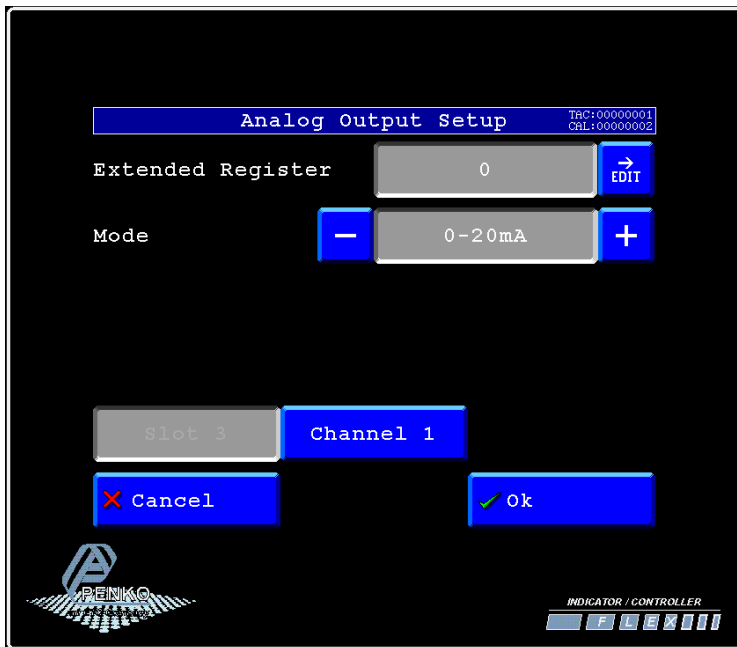 Analog Output Setup
TAC:00000001
CAL:00000002
Extended Register
0
EDIT
Mode
-
0-20mA
+
Slot 3
Channel 1
Cancel
Ok
PENKO
INDICATOR / CONTROLLER
FLEX